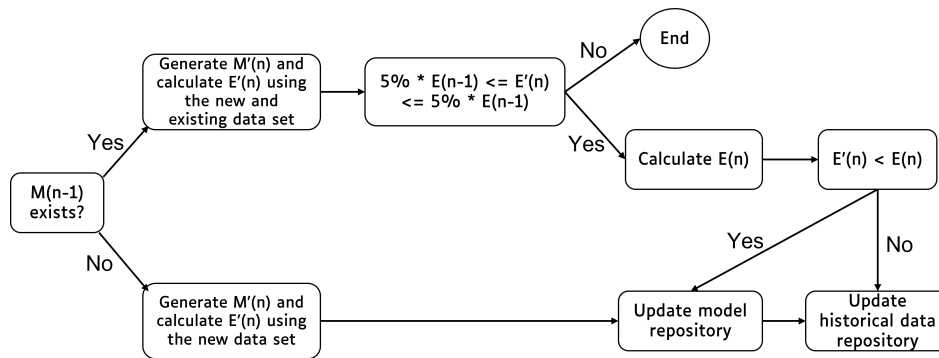 Generate M'(n) and
calculate E'(n) using
the new and
existing data set
5% * E(n-1) <= E'(n)
<= 5% * E(n-1)
No
End
Yes
Yes
Calculate E(n)
E'(n) < E(n)
M(n-1)
exists?
No
Yes
No
Generate M'(n) and
calculate E'(n) using
the new data set
Update model
repository
Update
historical data
repository